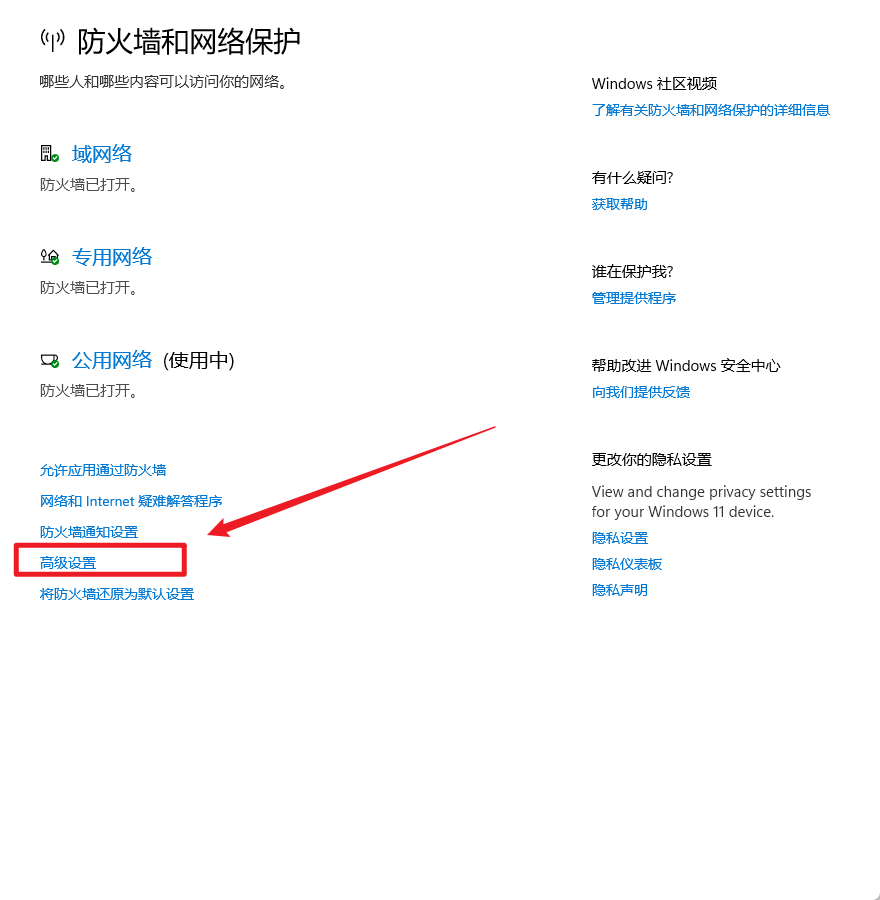 防火墙和网络保护
哪些人和哪些内容可以访问你的网络。
域网络
防火墙已打开。
专用网络
防火墙已打开。
公用网络 (使用中)
防火墙已打开。
允许应用通过防火墙
网络和 Internet 疑难解答程序
防火墙通知设置
高级设置
将防火墙还原为默认设置
Windows 社区视频
了解有关防火墙和网络保护的详细信息
有什么疑问?
获取帮助
谁在保护我?
管理提供程序
帮助改进 Windows 安全中心
向我们提供反馈
更改你的隐私设置
View and change privacy settings
for your Windows 11 device.
隐私设置
隐私仪表板
隐私声明